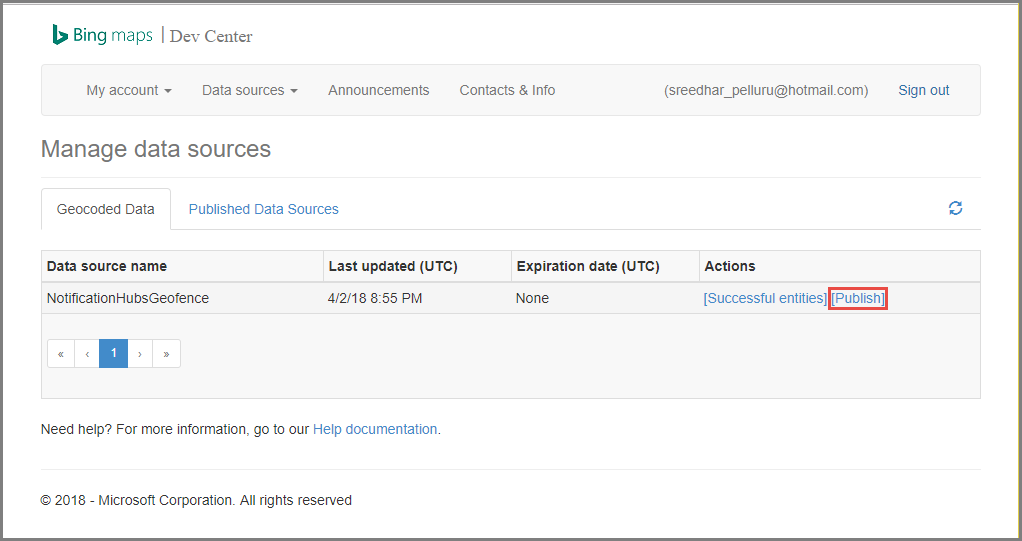 Bing maps | Dev Center
My account Data sources Announcements Contacts & Info (sreedhar_pelluru@hotmail.com) Sign out
Manage data sources
Geocoded Data Published Data Sources
Data source name Last updated (UTC) Expiration date (UTC) Actions
NotificationHubsGeofence 4/2/18 8:55 PM None [Successful entities] [Publish]
« ‹ 1 › »
Need help? For more information, go to our Help documentation.
© 2018 - Microsoft Corporation. All rights reserved